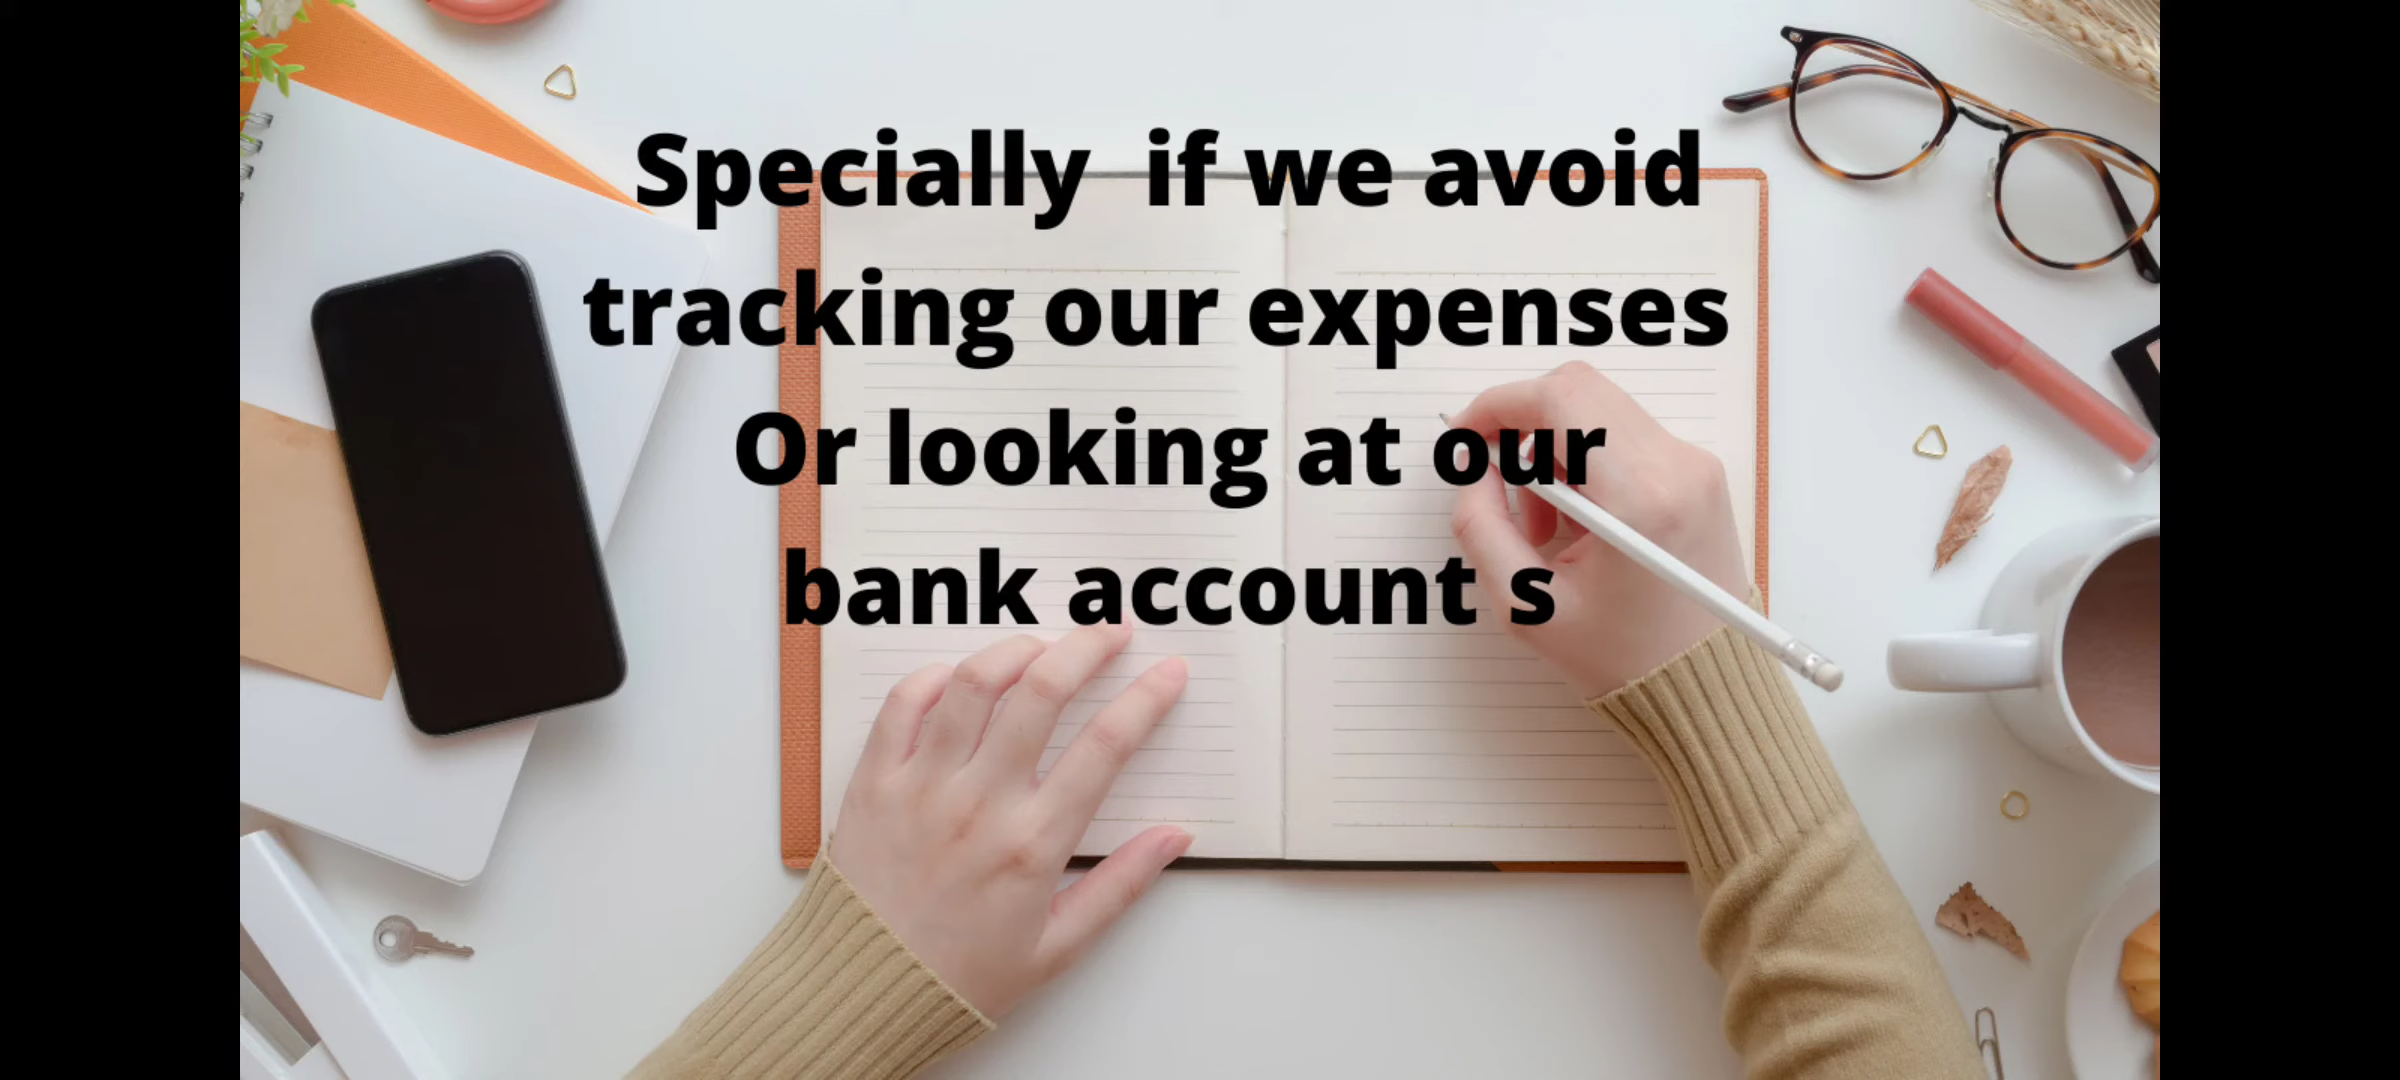 Specially  if we avoid
tracking our expenses
Or looking at our
bank account s